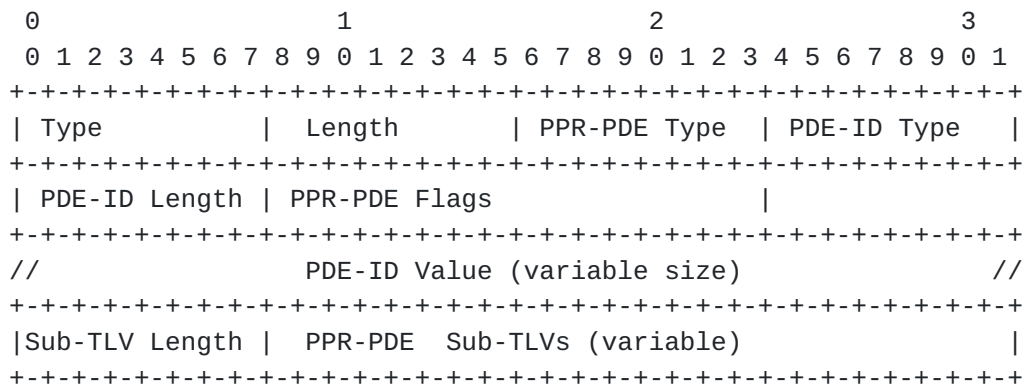 0                   1                   2                   3
 0 1 2 3 4 5 6 7 8 9 0 1 2 3 4 5 6 7 8 9 0 1 2 3 4 5 6 7 8 9 0 1
+-+-+-+-+-+-+-+-+-+-+-+-+-+-+-+-+-+-+-+-+-+-+-+-+-+-+-+-+-+-+-+-+
| Type          |  Length       | PPR-PDE Type  | PDE-ID Type   |
+-+-+-+-+-+-+-+-+-+-+-+-+-+-+-+-+-+-+-+-+-+-+-+-+-+-+-+-+-+-+-+-+
| PDE-ID Length | PPR-PDE Flags                 |
+-+-+-+-+-+-+-+-+-+-+-+-+-+-+-+-+-+-+-+-+-+-+-+-+-+-+-+-+-+-+-+-+
//                 PDE-ID Value (variable size)                //
+-+-+-+-+-+-+-+-+-+-+-+-+-+-+-+-+-+-+-+-+-+-+-+-+-+-+-+-+-+-+-+-+
|Sub-TLV Length |  PPR-PDE  Sub-TLVs (variable)                 |
+-+-+-+-+-+-+-+-+-+-+-+-+-+-+-+-+-+-+-+-+-+-+-+-+-+-+-+-+-+-+-+-+